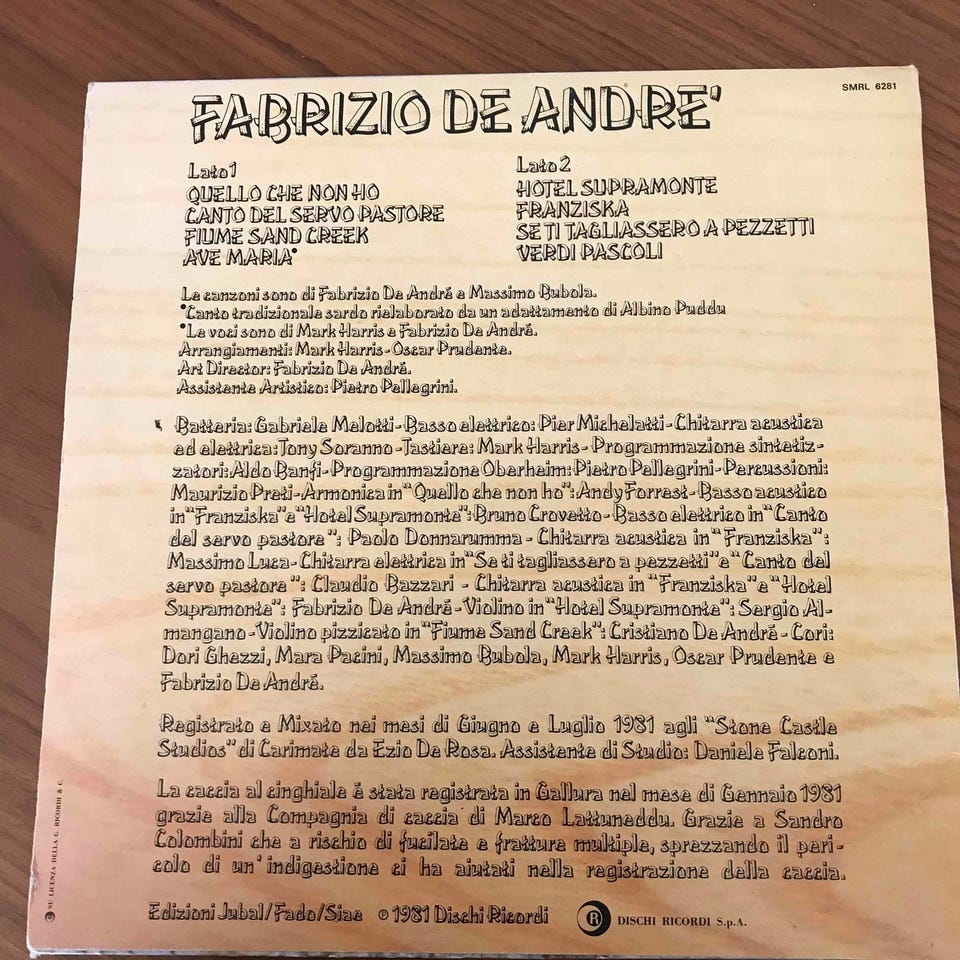 SMRL 6281
FABRIZIO DE ANDRE'
Lato 1
QUELLO CHE NON HO
CANTO DEL SERVO PASTORE
FIUME SAND CREEK
AVE MARIA*
Lato 2
HOTEL SUPRAMONTE
FRANZISKA
SE TI TAGLIASSERO A PEZZETTI
VERDI PASCOLI
Le canzoni sono di Fabrizio De André e Massimo Bubola.
*Canto tradizionale sardo rielaborato da un adattamento di Albino Puddu
*Le voci sono di Mark Harris e Fabrizio De André.
Arrangiamenti: Mark Harris - Oscar Prudente.
Art Director: Fabrizio De André.
Assistente Artistico: Pietro Pellegrini.
Batteria: Gabriele Melotti - Basso elettrico: Pier Michelatti - Chitarra acustica
ed elettrica: Tony Soranno - Tastiere: Mark Harris - Programmazione sintetiz-
zatori: Aldo Banfi - Programmazione Oberheim: Pietro Pellegrini - Percussioni:
Maurizio Preti - Armonica in "Quello che non ho": Andy Forrest - Basso acustico
in "Franziska" e "Hotel Supramonte": Bruno Crovetto - Basso elettrico in "Canto
del servo pastore": Paolo Donnarumma - Chitarra acustica in "Franziska":
Massimo Luca - Chitarra elettrica in "Se ti tagliassero a pezzetti" e "Canto del
servo pastore": Claudio Bazzari - Chitarra acustica in "Franziska" e "Hotel
Supramonte": Fabrizio De André - Violino in "Hotel Supramonte": Sergio Al-
mangano - Violino pizzicato in "Fiume Sand Creek": Cristiano De André - Cori:
Dori Ghezzi, Mara Pacini, Massimo Bubola, Mark Harris, Oscar Prudente e
Fabrizio De André.
Registrato e Mixato nei mesi di Giugno e Luglio 1981 agli "Stone Castle
Studios" di Carimate da Ezio De Rosa. Assistente di Studio: Daniele Falconi.
La caccia al cinghiale é stata registrata in Gallura nel mese di Gennaio 1981
grazie alla Compagnia di caccia di Marco Lattuneddu. Grazie a Sandro
Colombini che a rischio di fucilate e fratture multiple, sprezzando il peri-
colo di un'indigestione ci ha aiutati nella registrazione della caccia.
Edizioni Jubal/Fado/Siae ℗ 1981 Dischi Ricordi
R DISCHI RICORDI S.p.A.
SU LICENZA DELLA G. RICORDI & C.